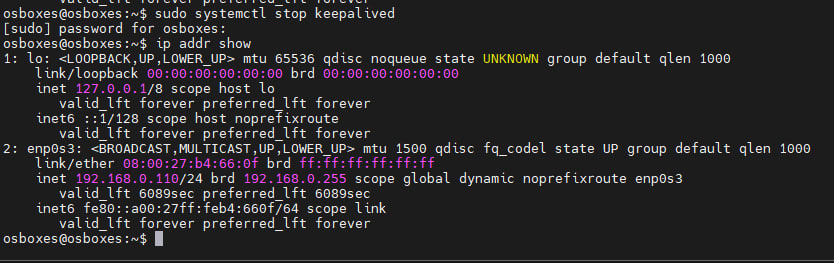 osboxes@osboxes:~$ sudo systemctl stop keepalived
[sudo] password for osboxes:
osboxes@osboxes:~$ ip addr show
1: lo: <LOOPBACK,UP,LOWER_UP> mtu 65536 qdisc noqueue state UNKNOWN group default qlen 1000
    link/loopback 00:00:00:00:00:00 brd 00:00:00:00:00:00
    inet 127.0.0.1/8 scope host lo
       valid_lft forever preferred_lft forever
    inet6 ::1/128 scope host noprefixroute
       valid_lft forever preferred_lft forever
2: enp0s3: <BROADCAST,MULTICAST,UP,LOWER_UP> mtu 1500 qdisc fq_codel state UP group default qlen 1000
    link/ether 08:00:27:b4:66:0f brd ff:ff:ff:ff:ff:ff
    inet 192.168.0.110/24 brd 192.168.0.255 scope global dynamic noprefixroute enp0s3
       valid_lft 6089sec preferred_lft 6089sec
    inet6 fe80::a00:27ff:feb4:660f/64 scope link
       valid_lft forever preferred_lft forever
osboxes@osboxes:~$